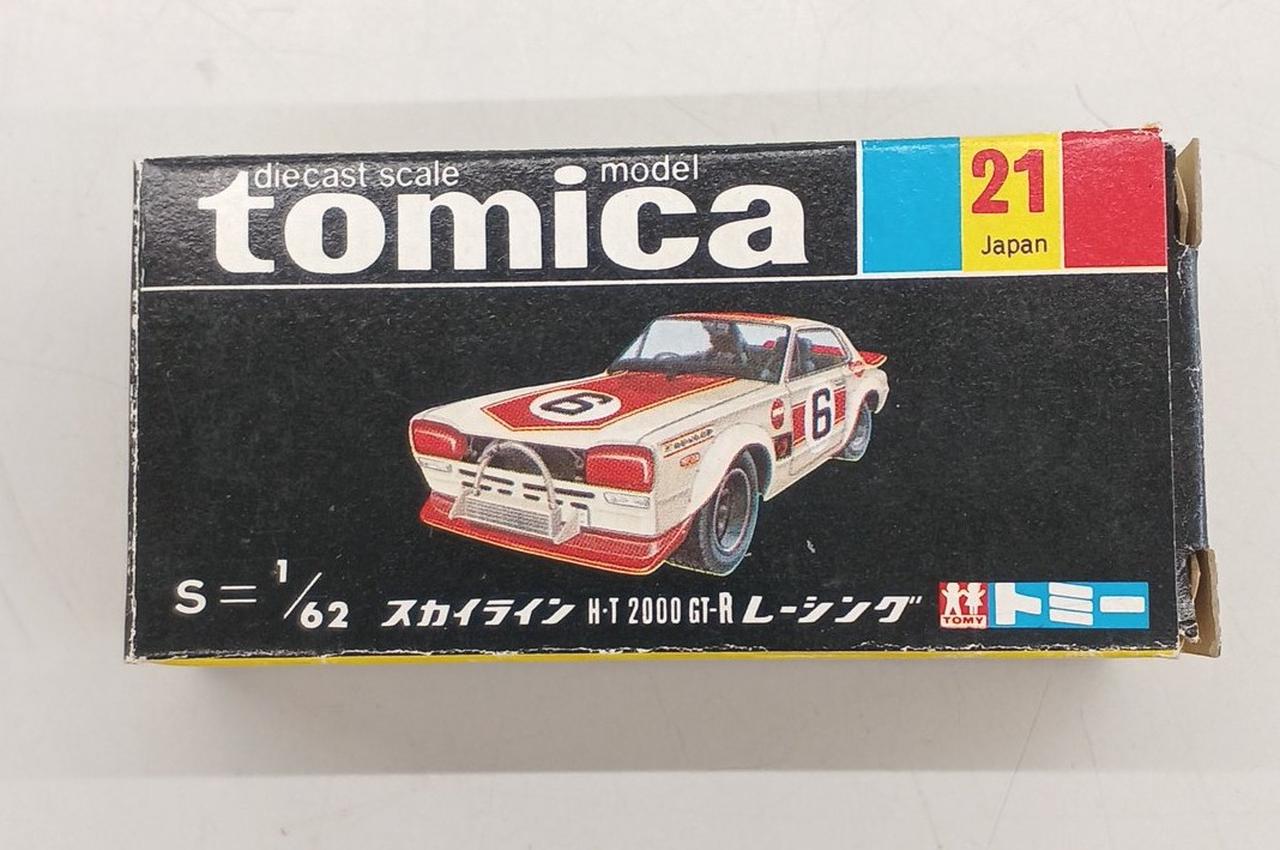 diecast scale model
tomica
21
Japan
6
6
S = 1/62 スカイライン H・T 2000 GT-R レーシング
TOMY トミー